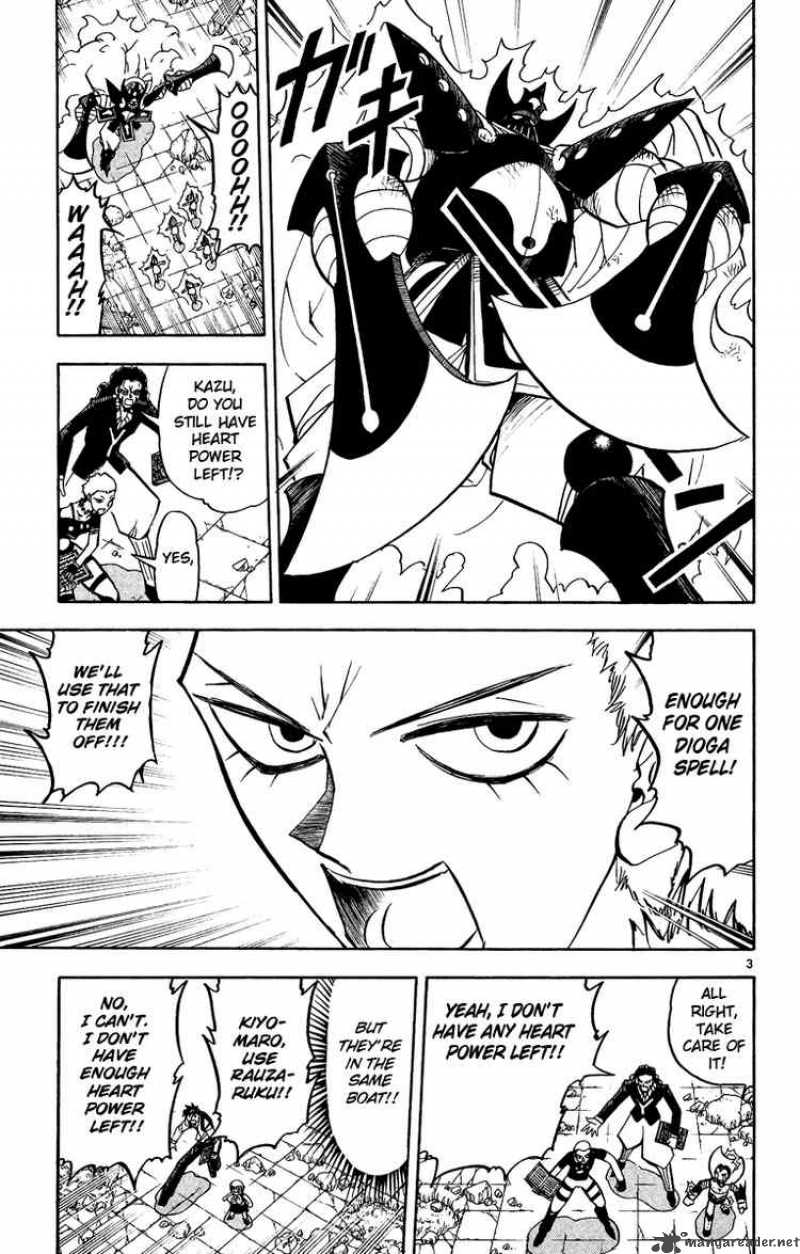 ガキィン
OOOOHH!!
WAAAH!!
KAZU,
DO YOU
STILL HAVE
HEART
POWER
LEFT!?
YES,
ENOUGH
FOR ONE
DIOGA
SPELL!
WE'LL
USE THAT
TO FINISH
THEM
OFF!!!
3
ALL
RIGHT,
TAKE
CARE OF
IT!
YEAH, I DON'T
HAVE ANY HEART
POWER LEFT!!
BUT
THEY'RE
IN THE
SAME
BOAT!!
KIYO-
MARO,
USE
RAUZA-
RUKU!!
NO,
I CAN'T.
I DON'T
HAVE
ENOUGH
HEART
POWER
LEFT!!
mangareader.net